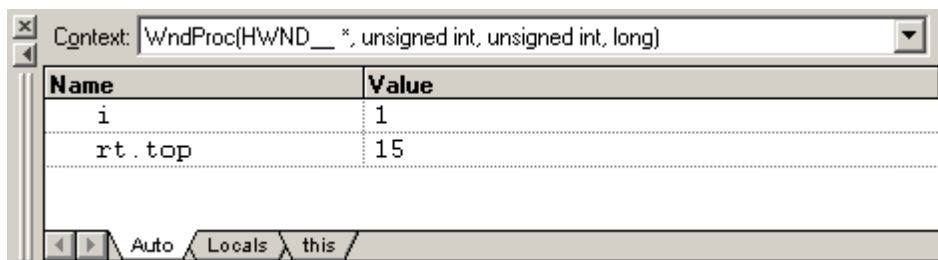 Context: WndProc(HWND__ *, unsigned int, unsigned int, long)
Name Value
i 1
rt.top 15
Auto Locals this